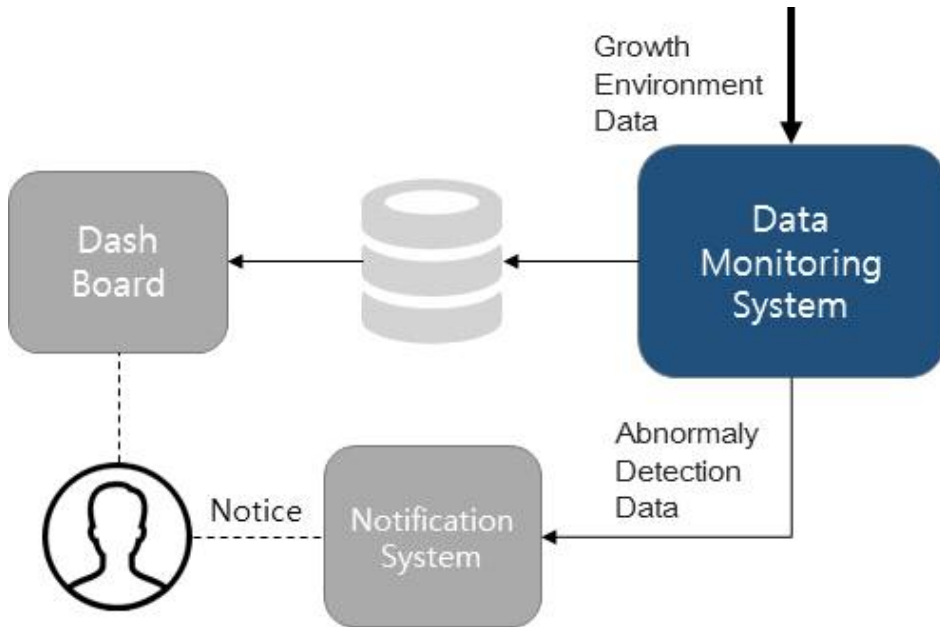 Growth
Environment
Data
Dash
Board
Data
Monitoring
System
Abnormaly
Detection
Data
Notice
Notification
System